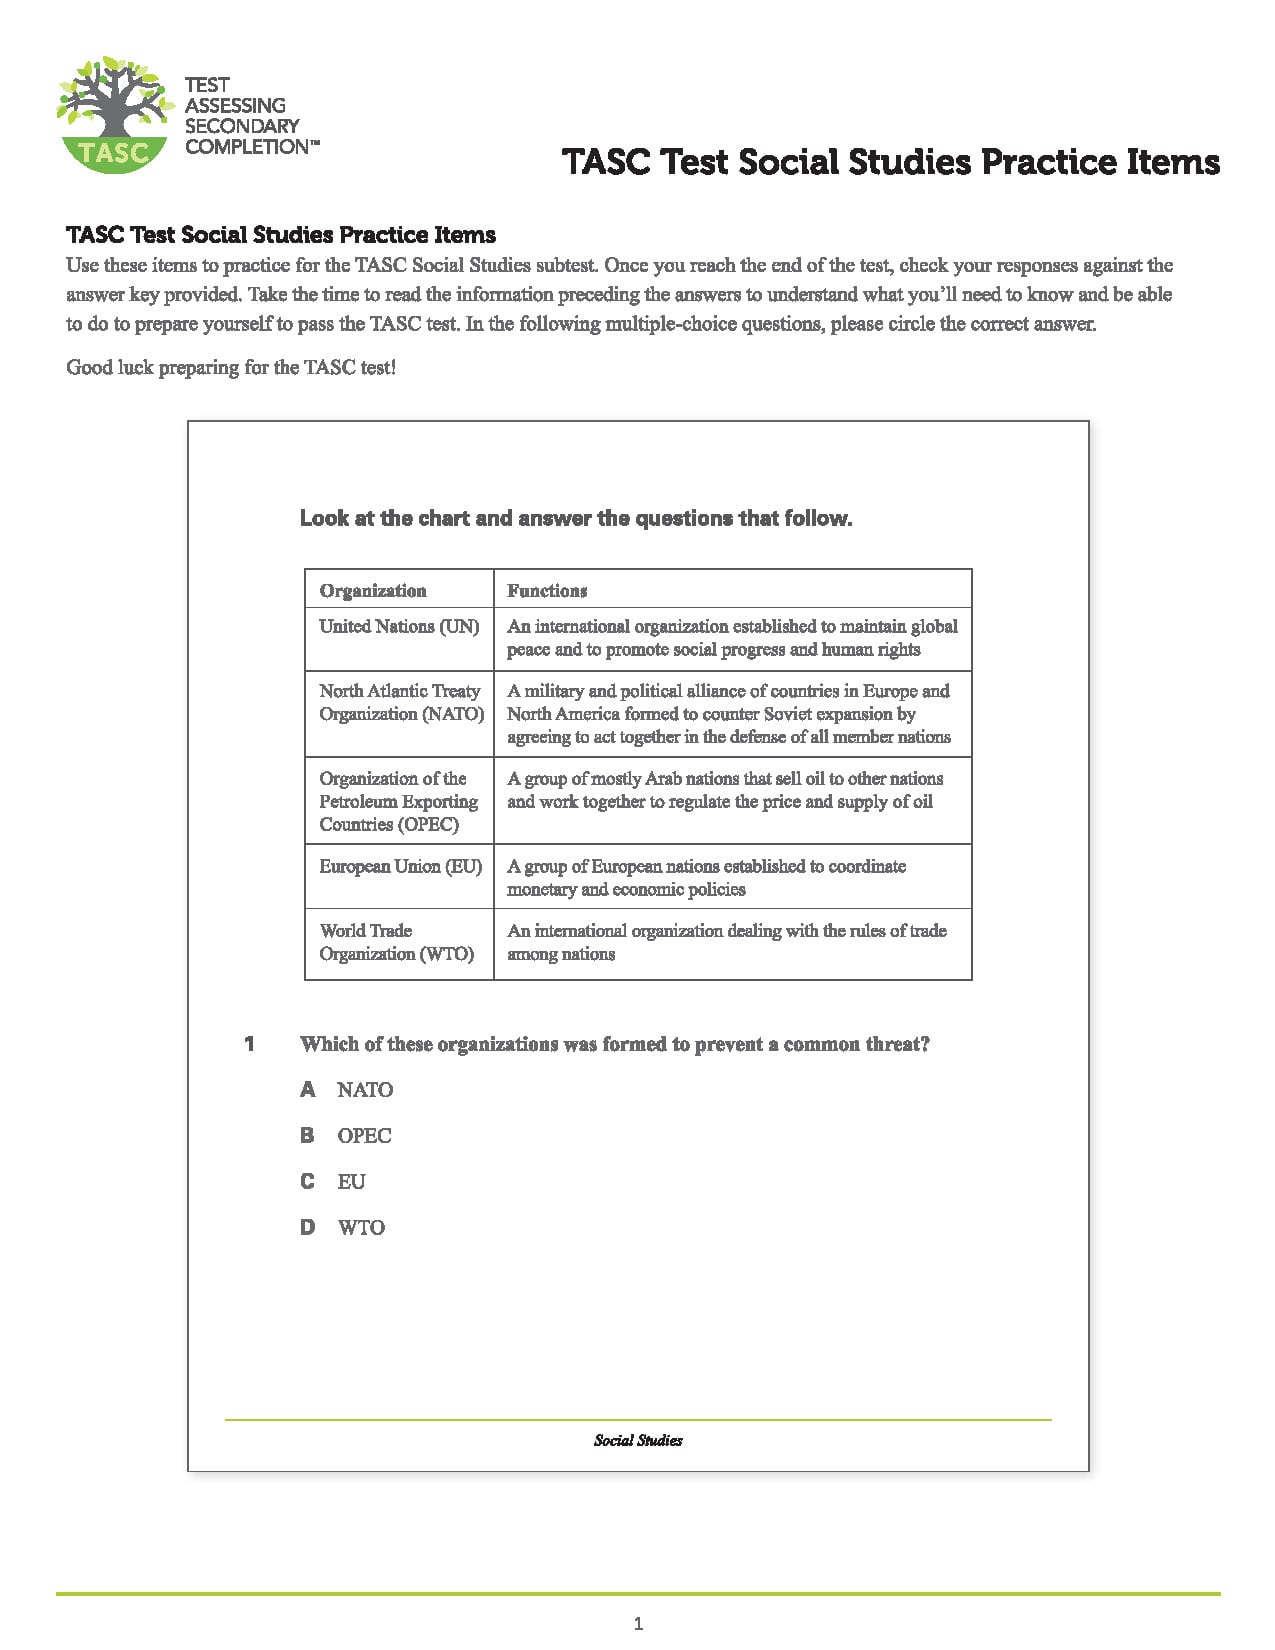 TEST
ASSESSING
SECONDARY
COMPLETION™
TASC
TASC Test Social Studies Practice Items
TASC Test Social Studies Practice Items
Use these items to practice for the TASC Social Studies subtest. Once you reach the end of the test, check your responses against the
answer key provided. Take the time to read the information preceding the answers to understand what you’ll need to know and be able
to do to prepare yourself to pass the TASC test. In the following multiple-choice questions, please circle the correct answer.
Good luck preparing for the TASC test!
Look at the chart and answer the questions that follow.
Organization Functions
United Nations (UN) An international organization established to maintain global
peace and to promote social progress and human rights
North Atlantic Treaty A military and political alliance of countries in Europe and
Organization (NATO) North America formed to counter Soviet expansion by
agreeing to act together in the defense of all member nations
Organization of the A group of mostly Arab nations that sell oil to other nations
Petroleum Exporting and work together to regulate the price and supply of oil
Countries (OPEC)
European Union (EU) A group of European nations established to coordinate
monetary and economic policies
World Trade An international organization dealing with the rules of trade
Organization (WTO) among nations
1 Which of these organizations was formed to prevent a common threat?
A NATO
B OPEC
C EU
D WTO
Social Studies
1